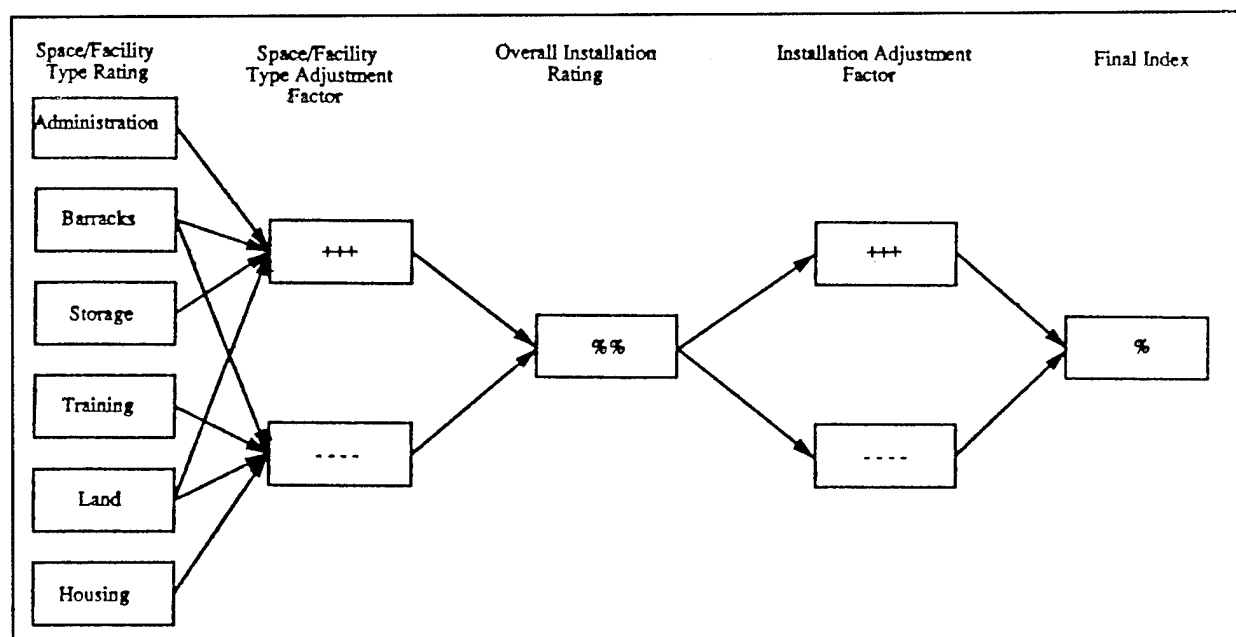 Space/Facility
Type Rating
Space/Facility
Type Adjustment
Factor
Overall Installation
Rating
Installation Adjustment
Factor
Final Index
Administration
Barracks
Storage
Training
Land
Housing
+++
----
%%
+++
----
%